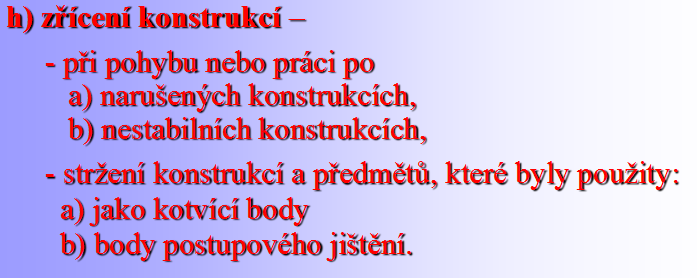 h) zřícení konstrukcí –
- při pohybu nebo práci po
a) narušených konstrukcích,
b) nestabilních konstrukcích,
- stržení konstrukcí a předmětů, které byly použity:
a) jako kotvící body
b) body postupového jištění.